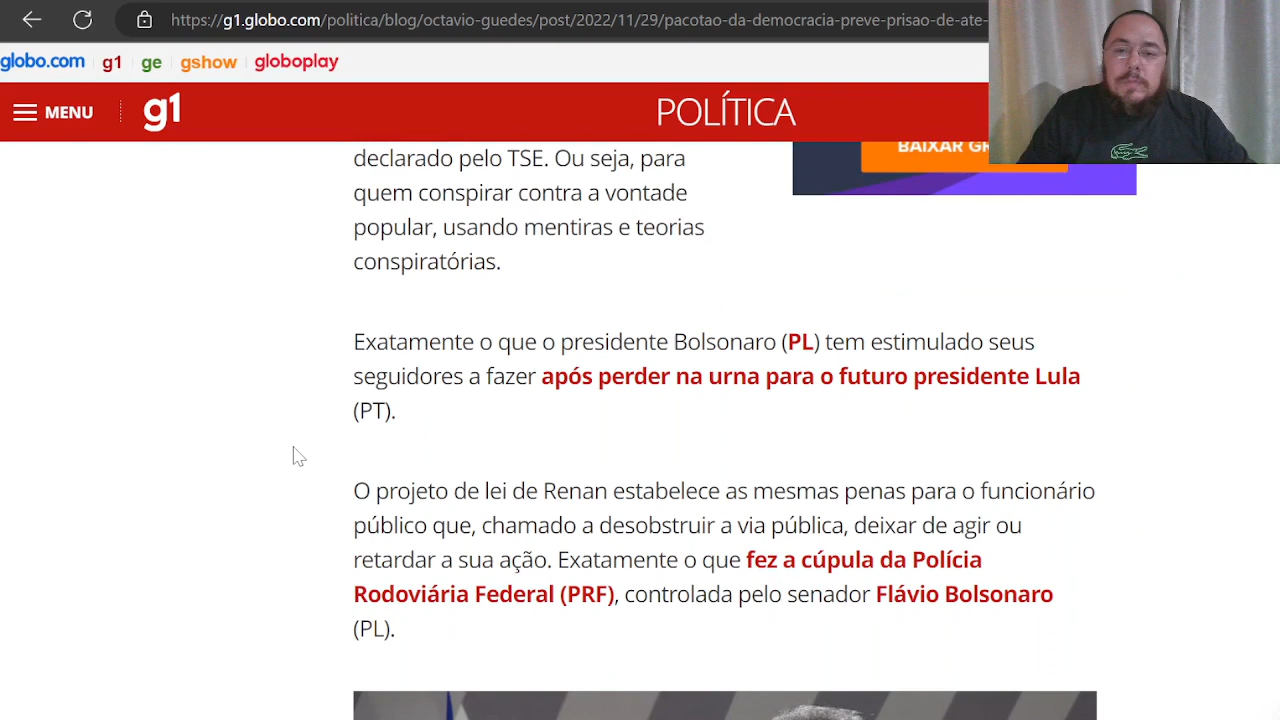 https://g1.globo.com/politica/blog/octavio-guedes/post/2022/11/29/pacotao-da-democracia-preve-prisao-de-ate-
globo.com g1 ge gshow globoplay
MENU g1 POLÍTICA
BAIXAR
declarado pelo TSE. Ou seja, para
quem conspirar contra a vontade
popular, usando mentiras e teorias
conspiratórias.
Exatamente o que o presidente Bolsonaro (PL) tem estimulado seus
seguidores a fazer após perder na urna para o futuro presidente Lula
(PT).
O projeto de lei de Renan estabelece as mesmas penas para o funcionário
público que, chamado a desobstruir a via pública, deixar de agir ou
retardar a sua ação. Exatamente o que fez a cúpula da Polícia
Rodoviária Federal (PRF), controlada pelo senador Flávio Bolsonaro
(PL).